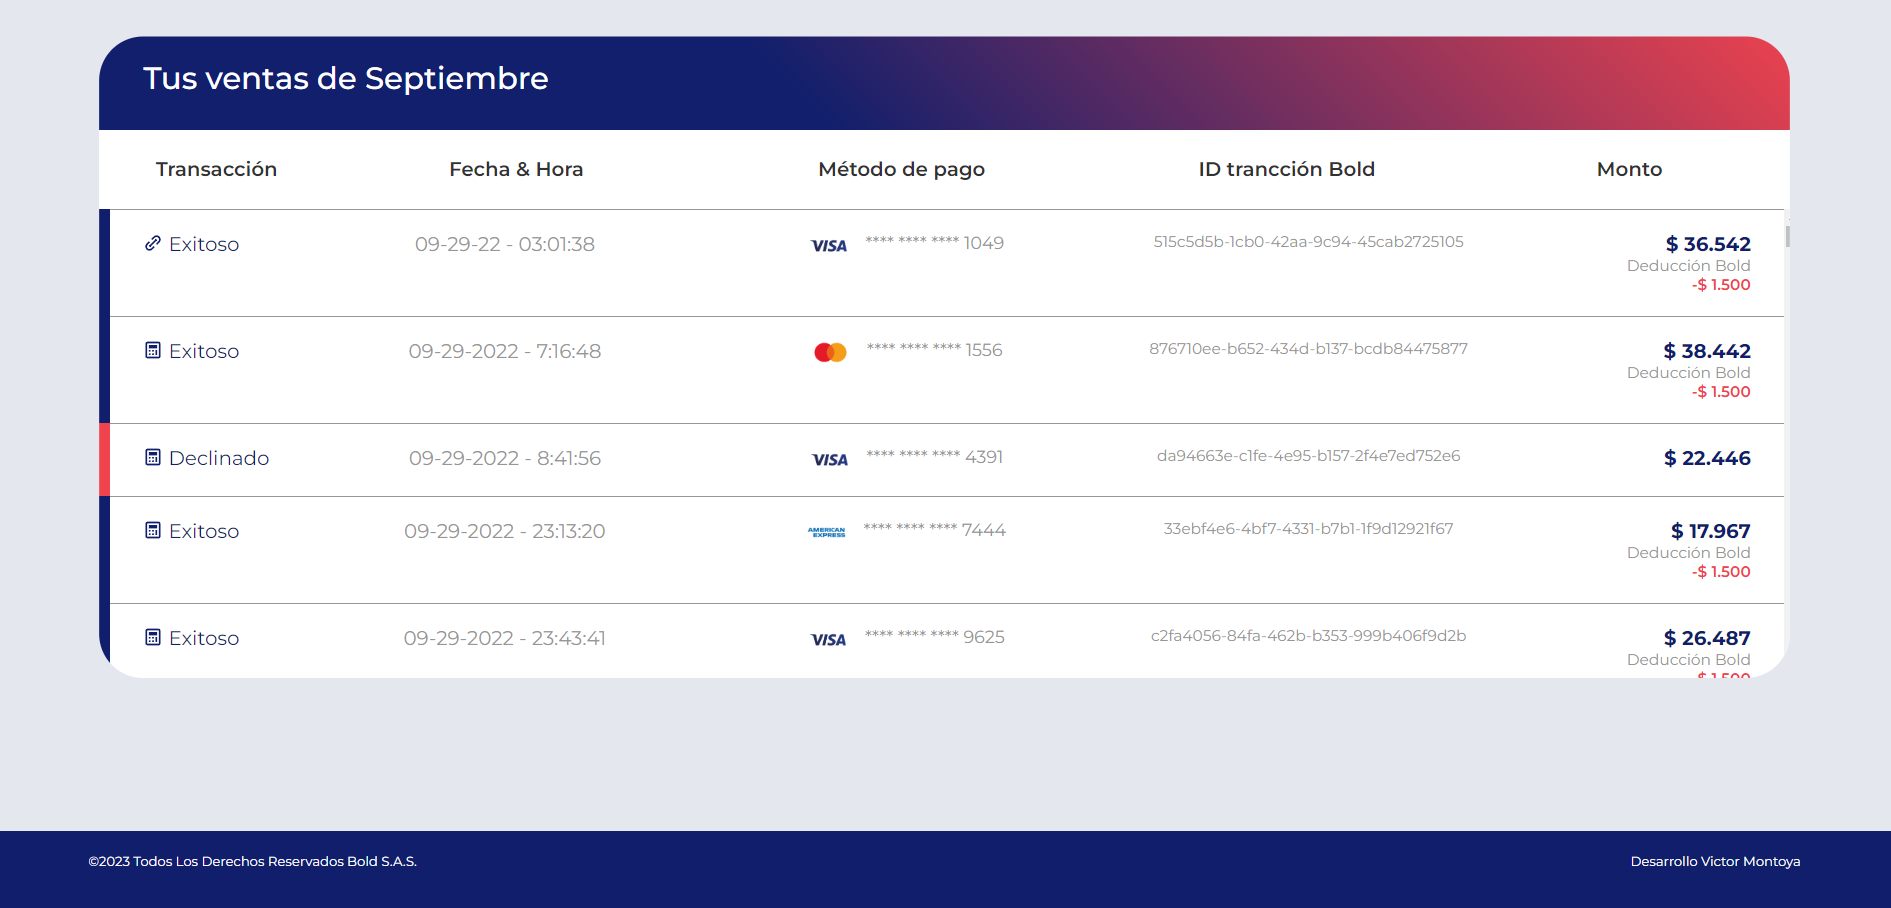 Tus ventas de Septiembre
Transacción Fecha & Hora Método de pago ID trancción Bold Monto
Exitoso 09-29-22 - 03:01:38 VISA **** **** **** 1049 515c5d5b-1cb0-42aa-9c94-45cab2725105 $ 36.542
Deducción Bold
-$ 1.500
Exitoso 09-29-2022 - 7:16:48 **** **** **** 1556 876710ee-b652-434d-b137-bcdb84475877 $ 38.442
Deducción Bold
-$ 1.500
Declinado 09-29-2022 - 8:41:56 VISA **** **** **** 4391 da94663e-c1fe-4e95-b157-2f4e7ed752e6 $ 22.446
Exitoso 09-29-2022 - 23:13:20 AMERICAN EXPRESS **** **** **** 7444 33ebf4e6-4bf7-4331-b7b1-1f9d12921f67 $ 17.967
Deducción Bold
-$ 1.500
Exitoso 09-29-2022 - 23:43:41 VISA **** **** **** 9625 c2fa4056-84fa-462b-b353-999b406f9d2b $ 26.487
Deducción Bold
©2023 Todos Los Derechos Reservados Bold S.A.S. Desarrollo Victor Montoya